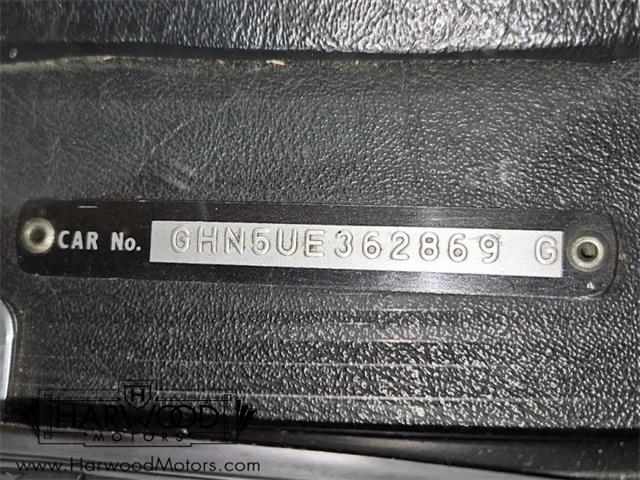 CAR No. GHN5UE362869 G
H
HARWOOD
MOTORS
www.HarwoodMotors.com